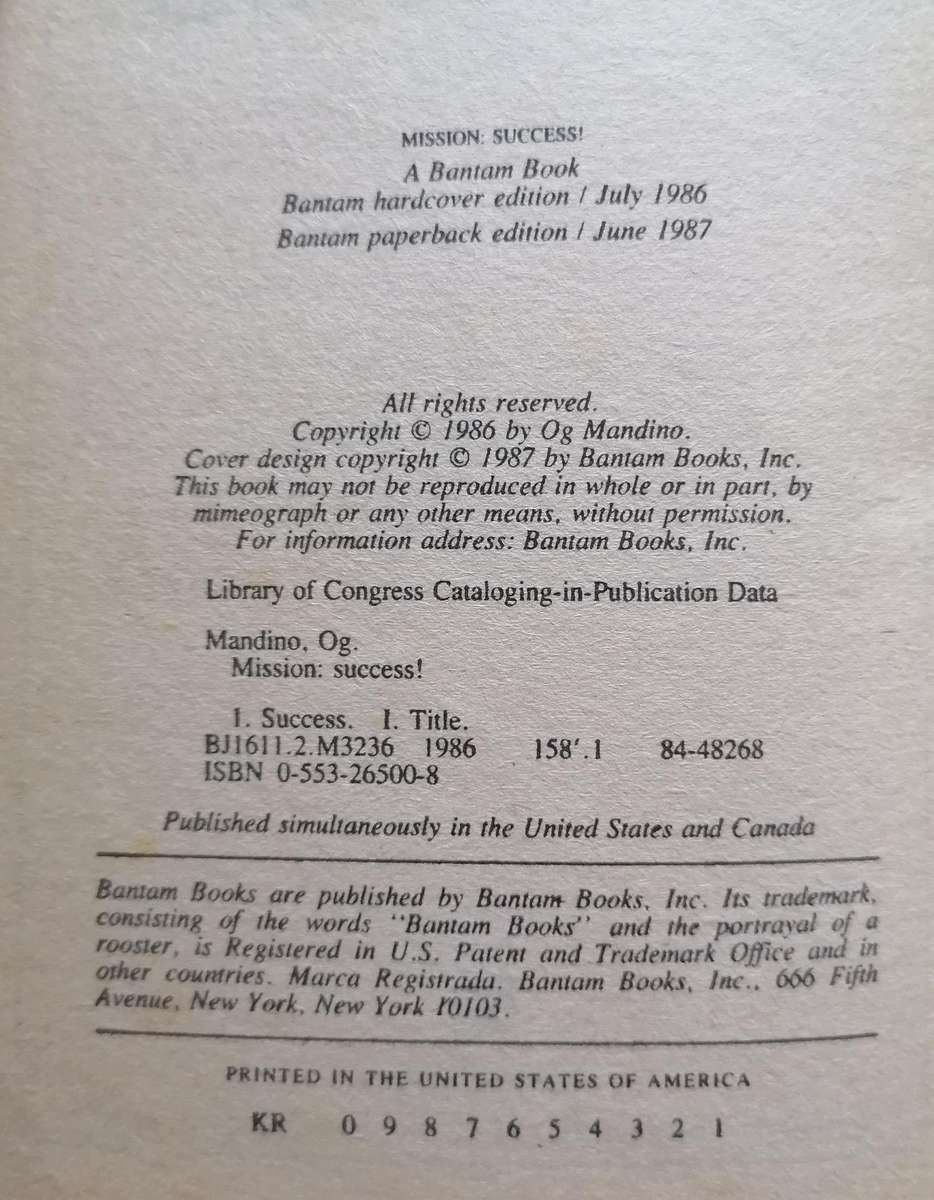 MISSION: SUCCESS!
A Bantam Book
Bantam hardcover edition / July 1986
Bantam paperback edition / June 1987
All rights reserved.
Copyright © 1986 by Og Mandino.
Cover design copyright © 1987 by Bantam Books, Inc.
This book may not be reproduced in whole or in part, by
mimeograph or any other means, without permission.
For information address: Bantam Books, Inc.
Library of Congress Cataloging-in-Publication Data
Mandino, Og.
Mission: success!
1. Success. I. Title.
BJ1611.2.M3236 1986 158′.1 84-48268
ISBN 0-553-26500-8
Published simultaneously in the United States and Canada
Bantam Books are published by Bantam Books, Inc. Its trademark,
consisting of the words "Bantam Books" and the portrayal of a
rooster, is Registered in U.S. Patent and Trademark Office and in
other countries. Marca Registrada. Bantam Books, Inc., 666 Fifth
Avenue, New York, New York 10103.
PRINTED IN THE UNITED STATES OF AMERICA
KR 0 9 8 7 6 5 4 3 2 1